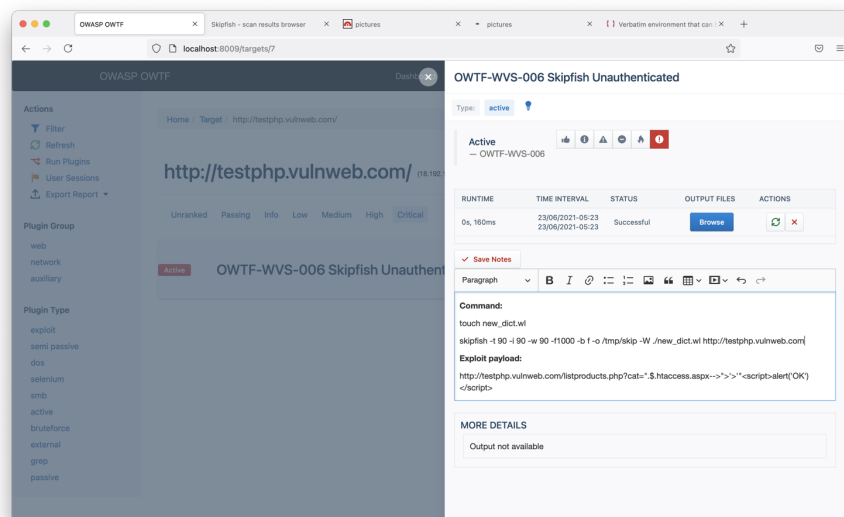 OWASP OWTF
Skipfish - scan results browser
pictures
pictures
Verbatim environment that can
localhost:8009/targets/7
OWASP OWTF
Actions
Filter
Refresh
Run Plugins
User Sessions
Export Report
Plugin Group
web
network
auxiliary
Plugin Type
exploit
semi passive
dos
selenium
smb
active
bruteforce
external
grep
passive
Home / Target / http://testphp.vulnweb.com/
http://testphp.vulnweb.com/
Unranked Passing Info Low Medium High Critical
Active
OWTF-WVS-006 Skipfish Unauthent
OWTF-WVS-006 Skipfish Unauthenticated
Type: active
Active
— OWTF-WVS-006
RUNTIME TIME INTERVAL STATUS OUTPUT FILES ACTIONS
0s, 160ms 23/06/2021-05:23 Successful Browse
23/06/2021-05:23
Save Notes
Paragraph B I
Command:
touch new_dict.wl
skipfish -t 90 -i 90 -w 90 -f1000 -b f -o /tmp/skip -W ./new_dict.wl http://testphp.vulnweb.com
Exploit payload:
http://testphp.vulnweb.com/listproducts.php?cat=".$.htaccess.aspx-->">'>'"<script>alert('OK')
</script>
MORE DETAILS
Output not available